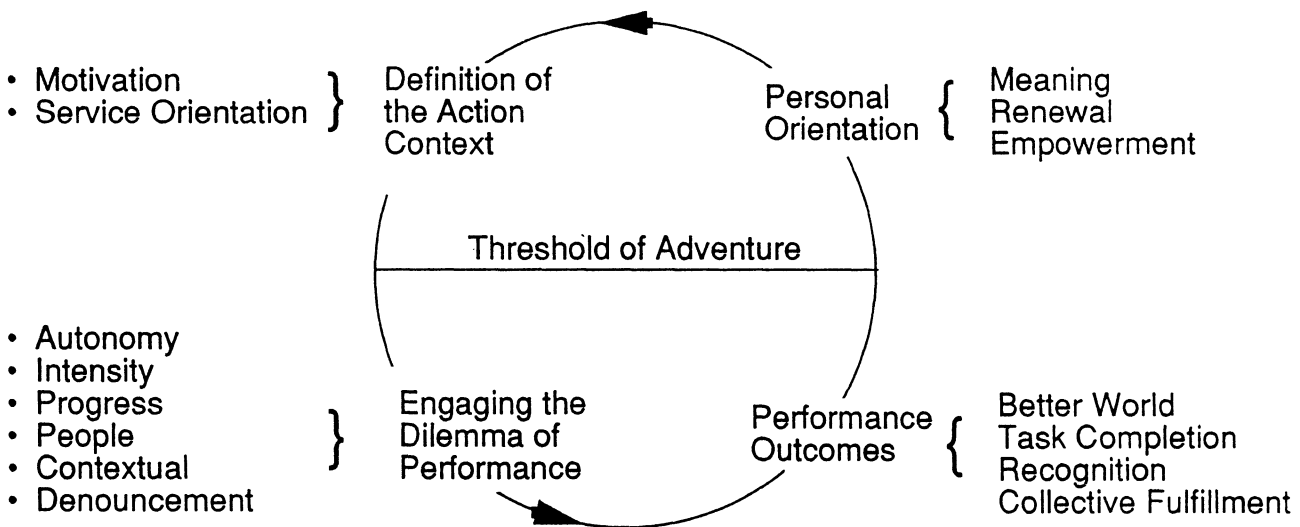 • Motivation
• Service Orientation
}
Definition of
the Action
Context
Personal
Orientation
{
Meaning
Renewal
Empowerment
Threshold of Adventure
• Autonomy
• Intensity
• Progress
• People
• Contextual
• Denouncement
}
Engaging the
Dilemma of
Performance
Performance
Outcomes
{
Better World
Task Completion
Recognition
Collective Fulfillment